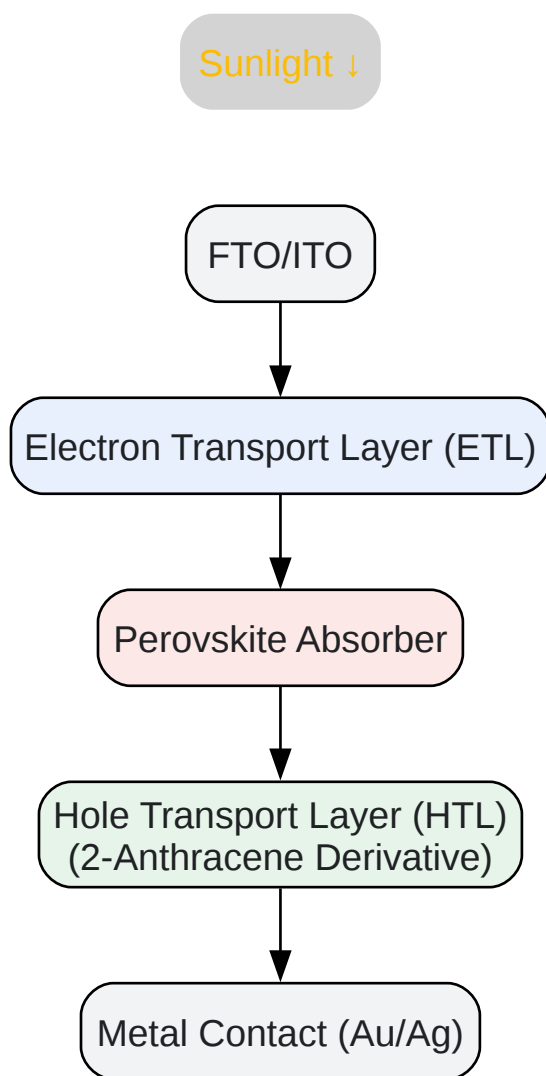 Sunlight ↓
FTO/ITO
Electron Transport Layer (ETL)
Perovskite Absorber
Hole Transport Layer (HTL)
(2-Anthracene Derivative)
Metal Contact (Au/Ag)